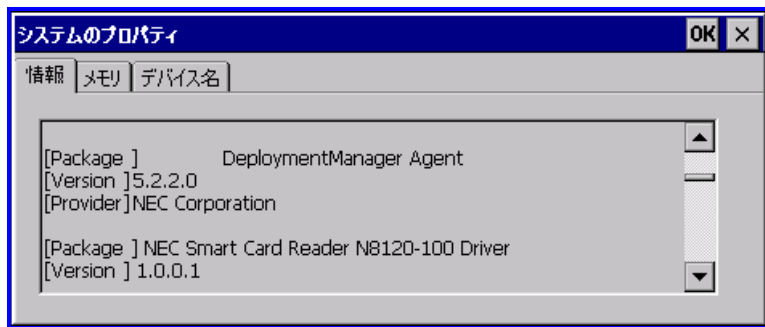 システムのプロパティ OK ×
情報 メモリ デバイス名
[Package ] DeploymentManager Agent
[Version ]5.2.2.0
[Provider]NEC Corporation
[Package ] NEC Smart Card Reader N8120-100 Driver
[Version ] 1.0.0.1